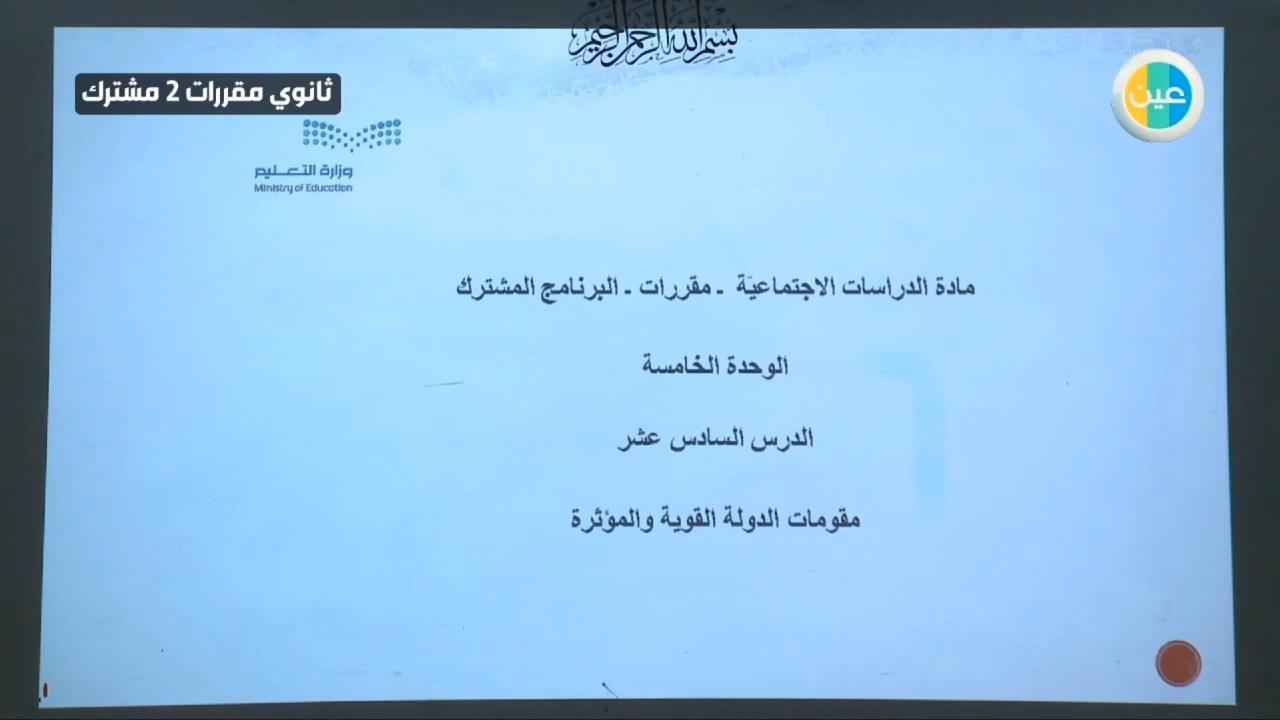 بسم الله الرحمن الرحيم
ثانوي مقررات 2 مشترك
عين
وزارة التعليم
Ministry of Education
مادة الدراسات الاجتماعيّة - مقررات - البرنامج المشترك
الوحدة الخامسة
الدرس السادس عشر
مقومات الدولة القوية والمؤثرة